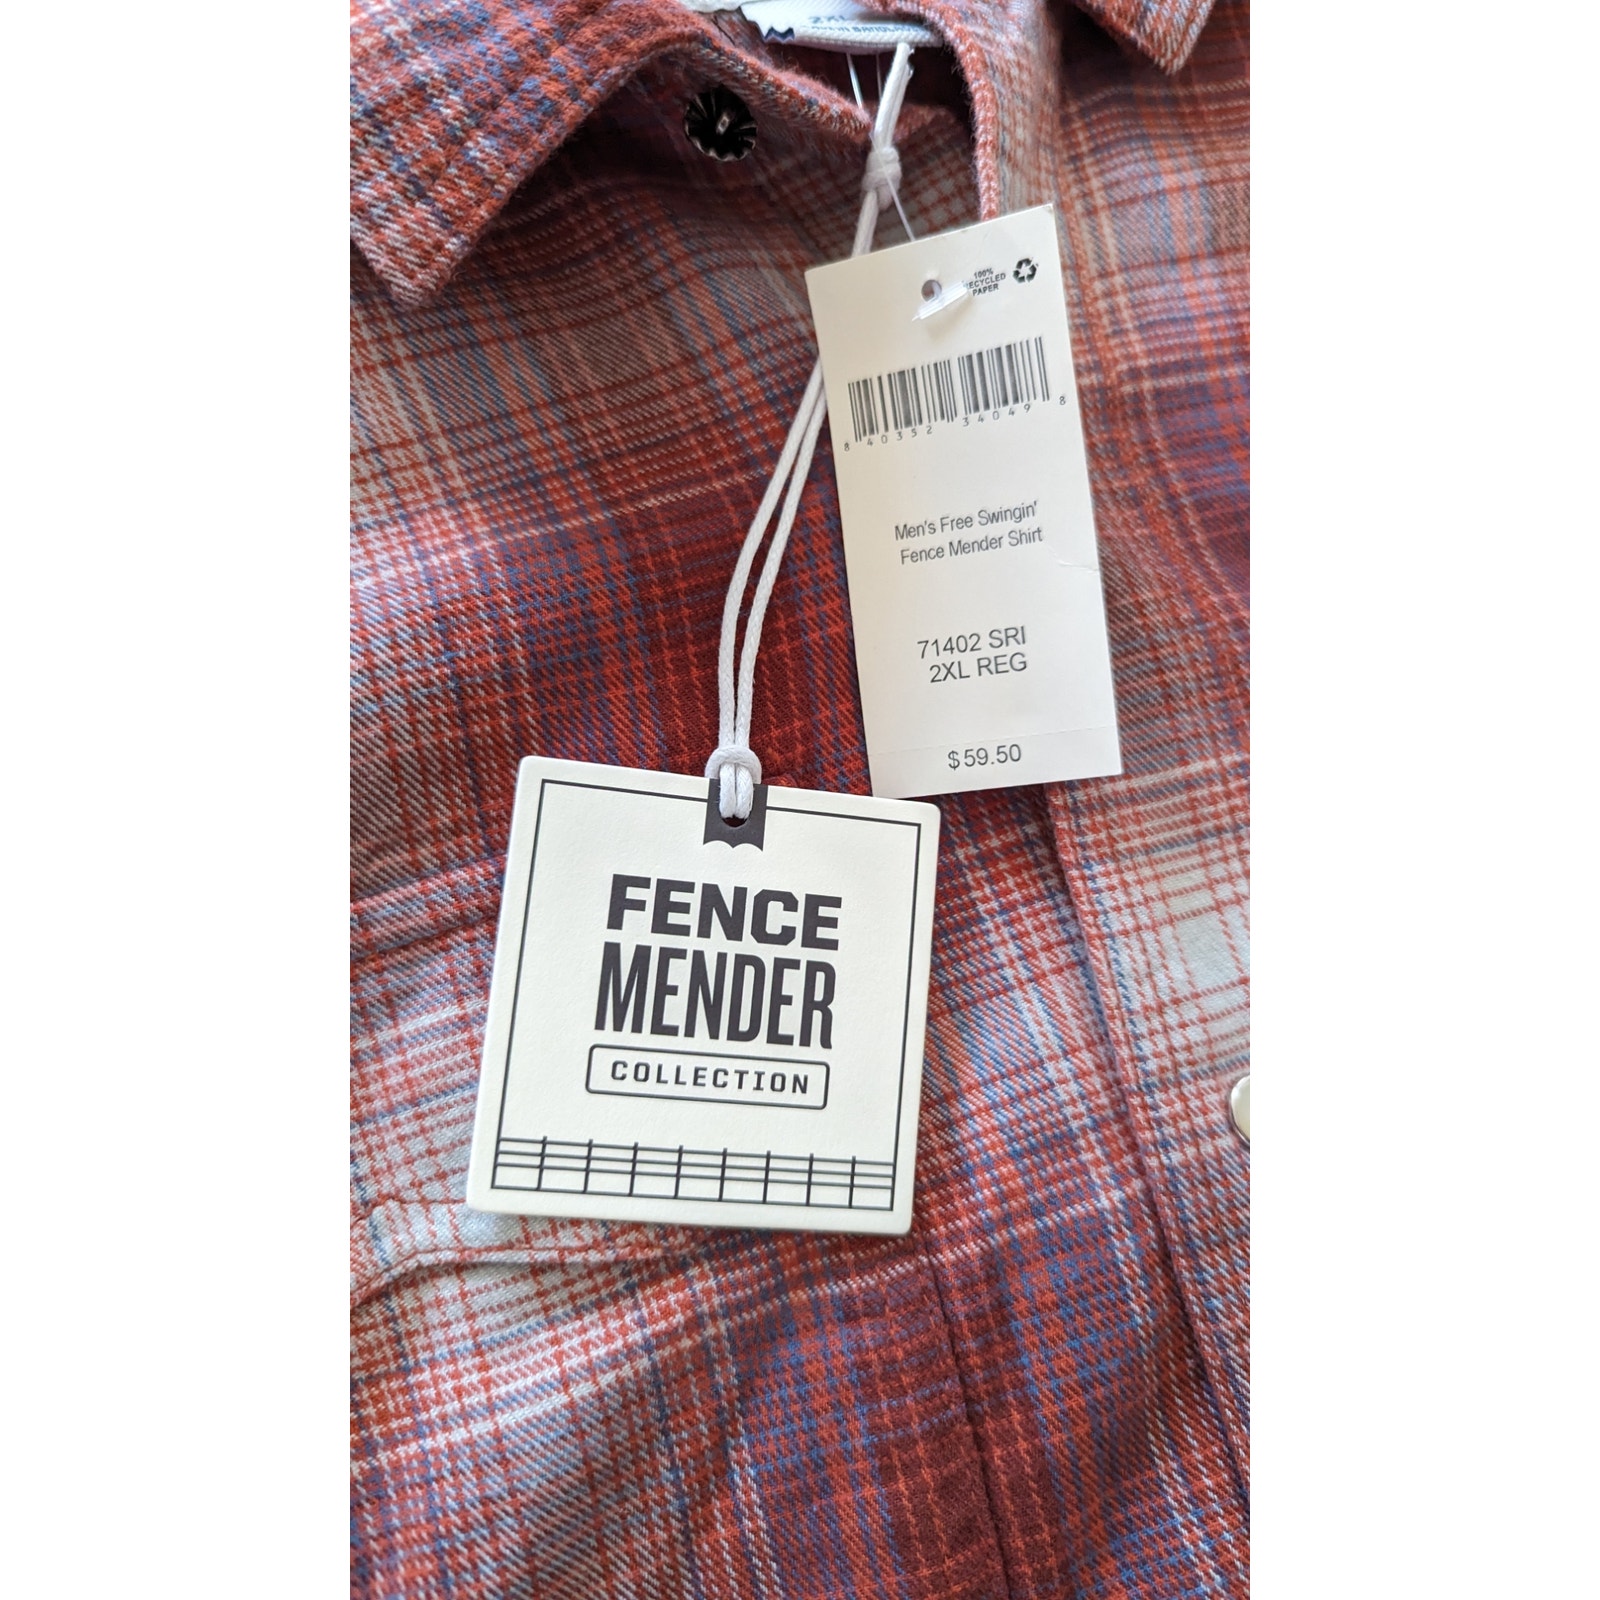 2XL
100%
RECYCLED
PAPER
8 40352 34049 8
Men's Free Swingin'
Fence Mender Shirt
71402 SRI
2XL REG
$59.50
FENCE
MENDER
COLLECTION